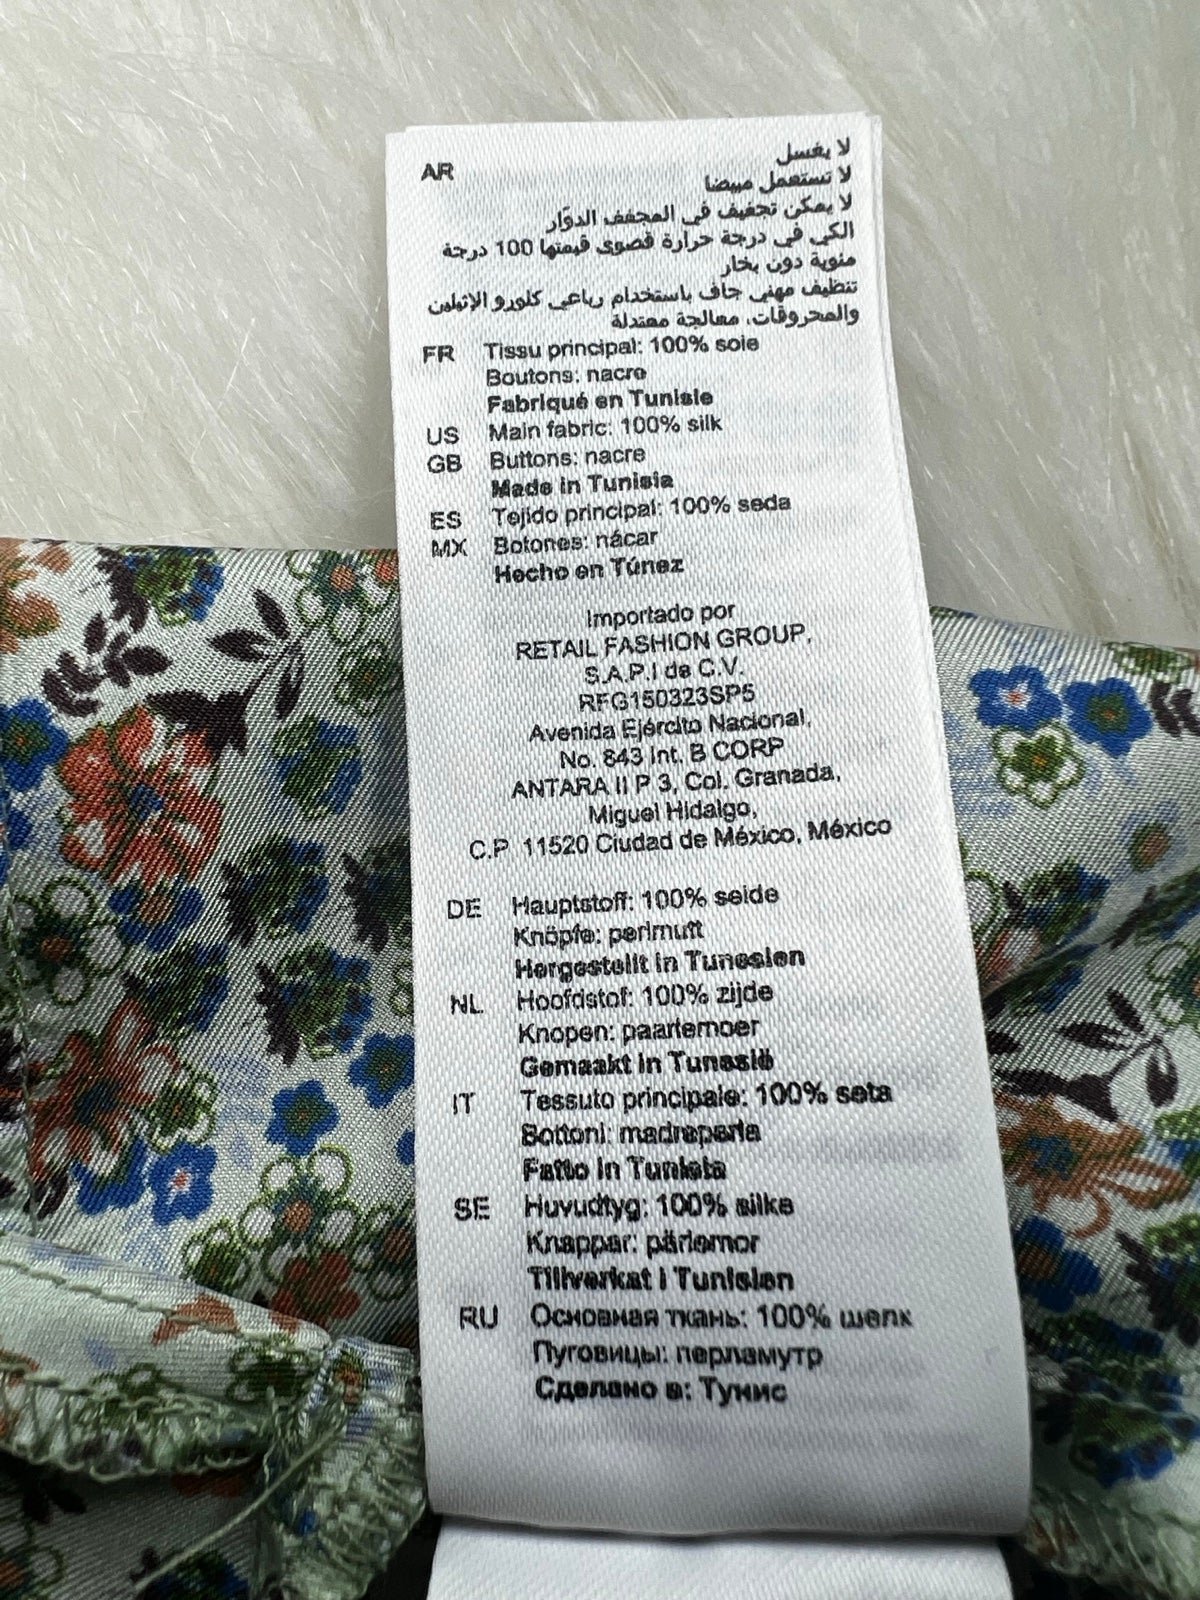 AR
لا يغسل
لا تستعمل مبيضا
لا يمكن تجفيف في المجفف الدوّار
الكي في درجة حرارة قصوى قيمتها 100 درجة
مئوية دون بخار
تنظيف مهني جاف باستخدام رباعي كلورو الإثيلين
والمحروقات. معالجة معتدلة
FR Tissu principal: 100% soie
Boutons: nacre
Fabriqué en Tunisie
US Main fabric: 100% silk
GB Buttons: nacre
Made in Tunisia
ES Tejido principal: 100% seda
MX Botones: nácar
Hecho en Túnez
Importado por
RETAIL FASHION GROUP,
S.A.P.I de C.V.
RFG150323SP5
Avenida Ejército Nacional,
No. 843 Int. B CORP
ANTARA II P 3, Col. Granada,
Miguel Hidalgo,
C.P 11520 Ciudad de México, México
DE Hauptstoff: 100% seide
Knöpfe: perlmutt
Hergestellt in Tunesien
NL Hoofdstof: 100% zijde
Knopen: paarlemoer
Gemaakt in Tunesië
IT Tessuto principale: 100% seta
Bottoni: madreperla
Fatto in Tunisia
SE Huvudtyg: 100% silke
Knappar: pärlemor
Tillverkat i Tunisien
RU Основная ткань: 100% шелк
Пуговицы: перламутр
Сделано в: Тунис